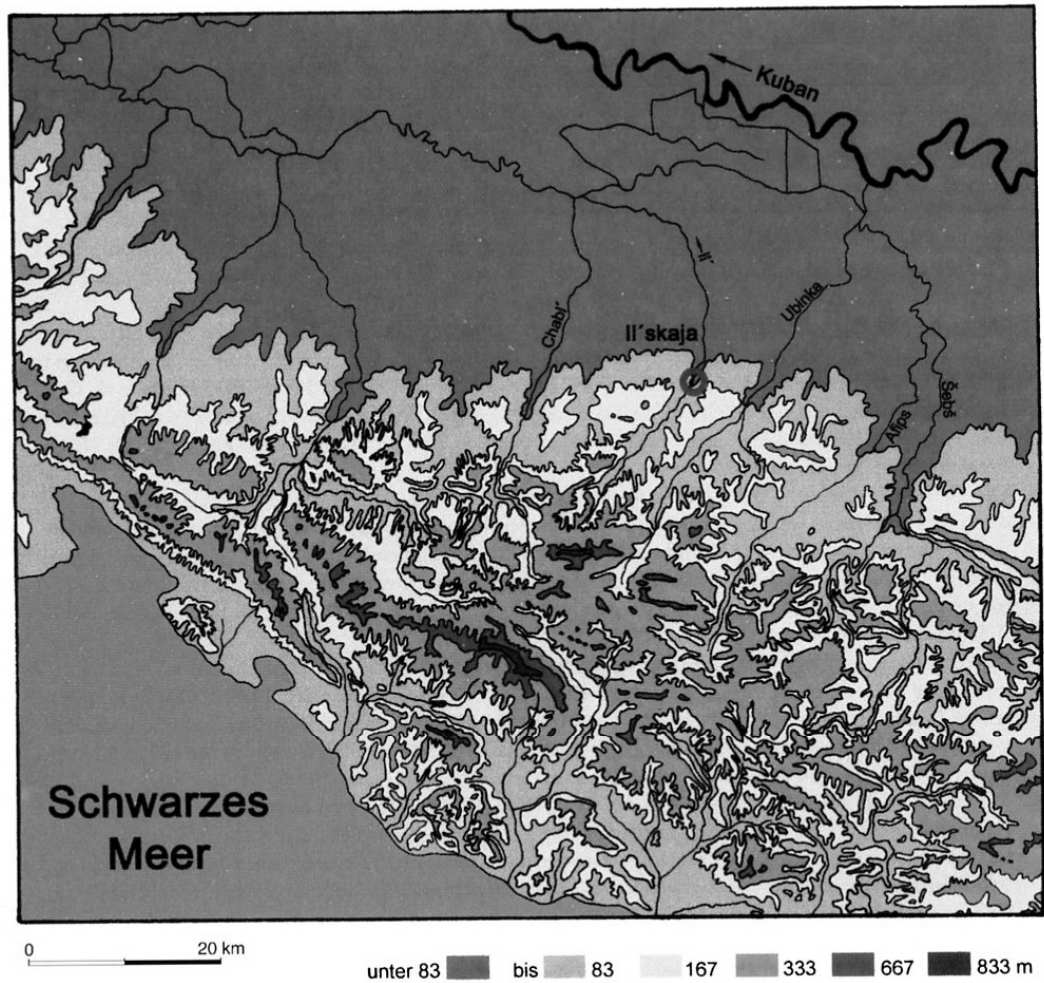 Kuban
Il´
Ubinka
Chabl´
Il´skaja
Šebš
Afips
Schwarzes
Meer
0 20 km
unter 83 bis 83 167 333 667 833 m